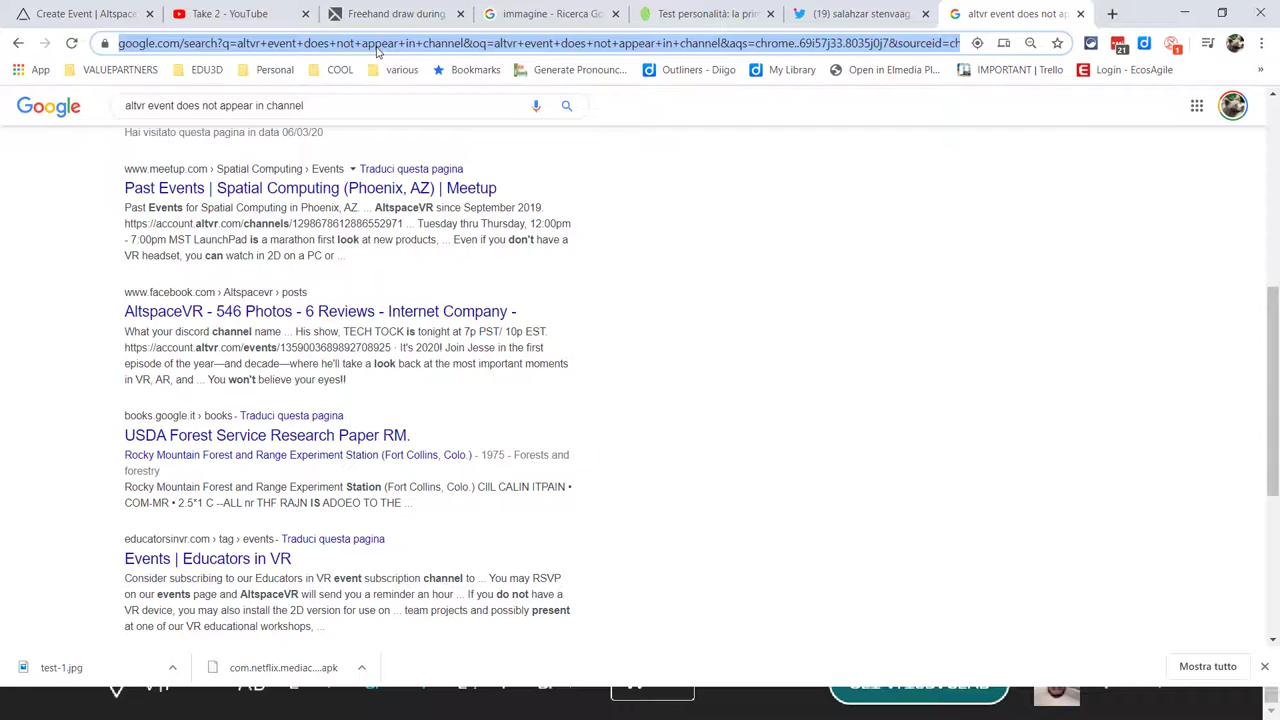 Create Event | Altspace
Take 2 - YouTube
Freehand draw during
immagine - Ricerca Go
Test personalità: la prim
(19) salahzar stenvaag
altvr event does not ap
google.com/search?q=altvr+event+does+not+appear+in+channel&oq=altvr+event+does+not+appear+in+channel&aqs=chrome..69i57j33.8035j0j7&sourceid=ch
21
1
App
VALUEPARTNERS
EDU3D
Personal
COOL
various
Bookmarks
Generate Pronounc...
Outliners - Diigo
My Library
Open in Elmedia Pl...
IMPORTANT | Trello
Login - EcosAgile
»
Google
altvr event does not appear in channel
Hai visitato questa pagina in data 06/03/20
www.meetup.com › Spatial Computing › Events ▾ Traduci questa pagina
Past Events | Spatial Computing (Phoenix, AZ) | Meetup
Past Events for Spatial Computing in Phoenix, AZ. ... AltspaceVR since September 2019.
https://account.altvr.com/channels/1298678612886552971 ... Tuesday thru Thursday, 12:00pm
- 7:00pm MST LaunchPad is a marathon first look at new products, ... Even if you don't have a
VR headset, you can watch in 2D on a PC or ...
www.facebook.com › Altspacevr › posts
AltspaceVR - 546 Photos - 6 Reviews - Internet Company -
What your discord channel name ... His show, TECH TOCK is tonight at 7p PST/ 10p EST.
https://account.altvr.com/events/1359003689892708925 · It's 2020! Join Jesse in the first
episode of the year—and decade—where he'll take a look back at the most important moments
in VR, AR, and ... You won't believe your eyes!!
books.google.it › books - Traduci questa pagina
USDA Forest Service Research Paper RM.
Rocky Mountain Forest and Range Experiment Station (Fort Collins, Colo.) - 1975 - Forests and
forestry
Rocky Mountain Forest and Range Experiment Station (Fort Collins, Colo.) CIIL CALIN ITPAIN •
COM-MR • 2.5*1 C --ALL nr THF RAJN IS ADOEO TO THE ...
educatorsinvr.com › tag › events - Traduci questa pagina
Events | Educators in VR
Consider subscribing to our Educators in VR event subscription channel to ... You may RSVP
on our events page and AltspaceVR will send you a reminder an hour ... If you do not have a
VR device, you may also install the 2D version for use on ... team projects and possibly present
at one of our VR educational workshops, ...
test-1.jpg
com.netflix.mediac....apk
Mostra tutto